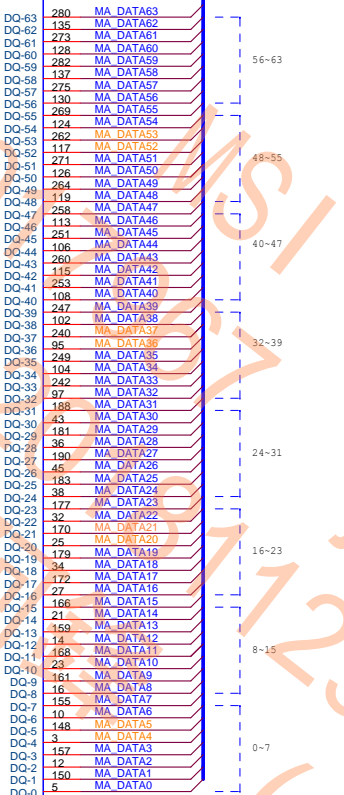 DQ-63 280 MA_DATA63
DQ-62 135 MA_DATA62
DQ-61 273 MA_DATA61
DQ-60 128 MA_DATA60
DQ-59 282 MA_DATA59
DQ-58 137 MA_DATA58
DQ-57 275 MA_DATA57
DQ-56 130 MA_DATA56
56~63
DQ-55 269 MA_DATA55
DQ-54 124 MA_DATA54
DQ-53 262 MA_DATA53
DQ-52 117 MA_DATA52
DQ-51 271 MA_DATA51
DQ-50 126 MA_DATA50
DQ-49 264 MA_DATA49
DQ-48 119 MA_DATA48
48~55
DQ-47 258 MA_DATA47
DQ-46 113 MA_DATA46
DQ-45 251 MA_DATA45
DQ-44 106 MA_DATA44
DQ-43 260 MA_DATA43
DQ-42 115 MA_DATA42
DQ-41 253 MA_DATA41
DQ-40 108 MA_DATA40
40~47
DQ-39 247 MA_DATA39
DQ-38 102 MA_DATA38
DQ-37 240 MA_DATA37
DQ-36 95 MA_DATA36
DQ-35 249 MA_DATA35
DQ-34 104 MA_DATA34
DQ-33 242 MA_DATA33
DQ-32 97 MA_DATA32
32~39
DQ-31 188 MA_DATA31
DQ-30 43 MA_DATA30
DQ-29 181 MA_DATA29
DQ-28 36 MA_DATA28
DQ-27 190 MA_DATA27
DQ-26 45 MA_DATA26
DQ-25 183 MA_DATA25
DQ-24 38 MA_DATA24
24~31
DQ-23 177 MA_DATA23
DQ-22 32 MA_DATA22
DQ-21 170 MA_DATA21
DQ-20 25 MA_DATA20
DQ-19 179 MA_DATA19
DQ-18 34 MA_DATA18
DQ-17 172 MA_DATA17
DQ-16 27 MA_DATA16
16~23
DQ-15 166 MA_DATA15
DQ-14 21 MA_DATA14
DQ-13 159 MA_DATA13
DQ-12 14 MA_DATA12
DQ-11 168 MA_DATA11
DQ-10 23 MA_DATA10
DQ-9 161 MA_DATA9
DQ-8 16 MA_DATA8
8~15
DQ-7 155 MA_DATA7
DQ-6 10 MA_DATA6
DQ-5 148 MA_DATA5
DQ-4 3 MA_DATA4
DQ-3 157 MA_DATA3
DQ-2 12 MA_DATA2
DQ-1 150 MA_DATA1
DQ-0 5 MA_DATA0
0~7
MSI